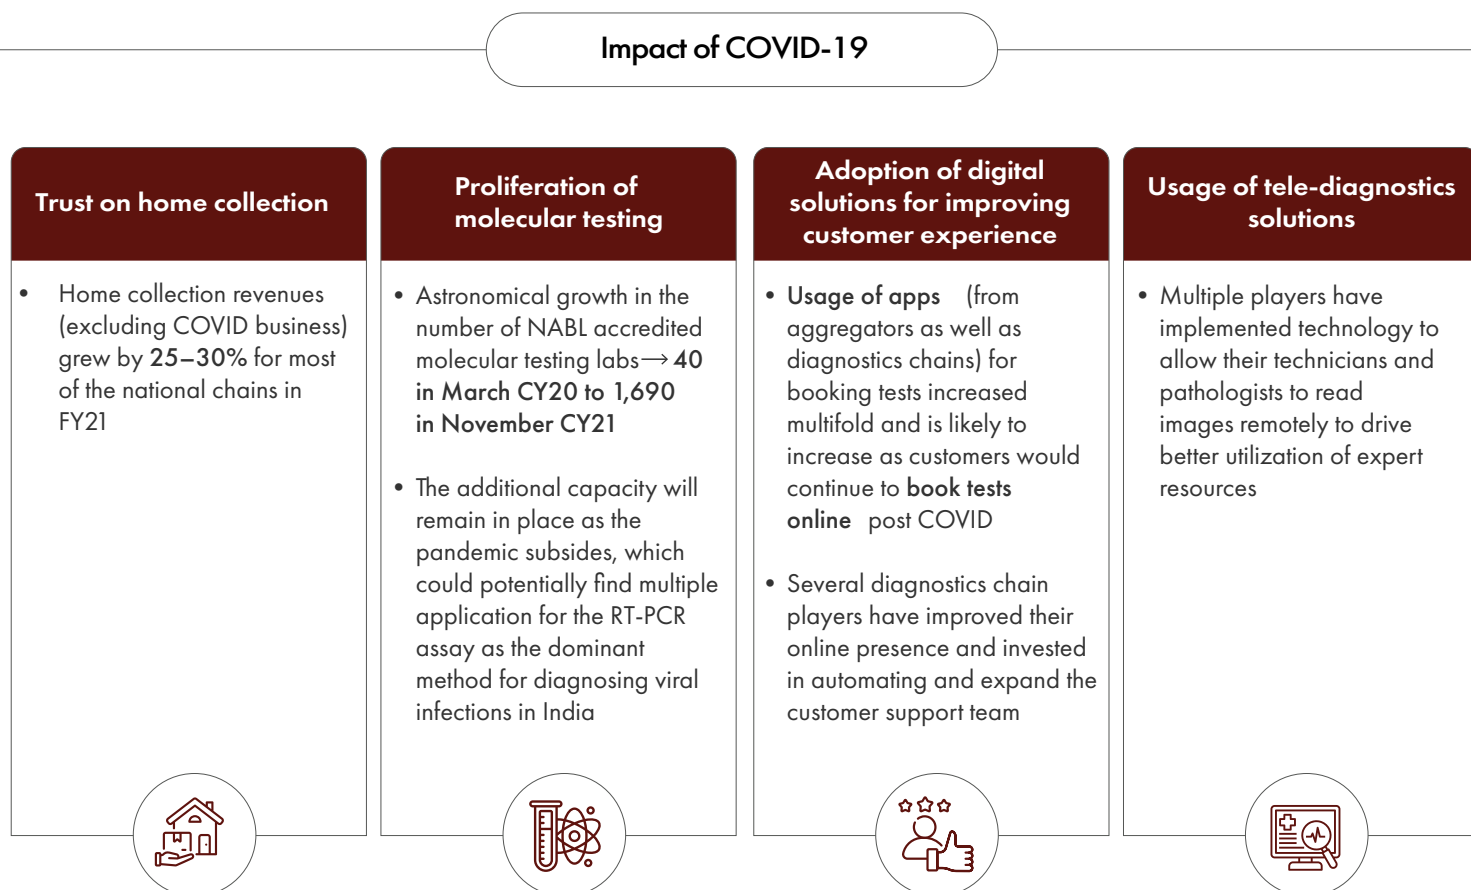 Impact of COVID-19
Trust on home collection
• Home collection revenues
(excluding COVID business)
grew by 25–30% for most
of the national chains in
FY21
Proliferation of
molecular testing
• Astronomical growth in the
number of NABL accredited
molecular testing labs→ 40
in March CY20 to 1,690
in November CY21
• The additional capacity will
remain in place as the
pandemic subsides, which
could potentially find multiple
application for the RT-PCR
assay as the dominant
method for diagnosing viral
infections in India
Adoption of digital
solutions for improving
customer experience
• Usage of apps (from
aggregators as well as
diagnostics chains) for
booking tests increased
multifold and is likely to
increase as customers would
continue to book tests
online post COVID
• Several diagnostics chain
players have improved their
online presence and invested
in automating and expand the
customer support team
Usage of tele-diagnostics
solutions
• Multiple players have
implemented technology to
allow their technicians and
pathologists to read
images remotely to drive
better utilization of expert
resources